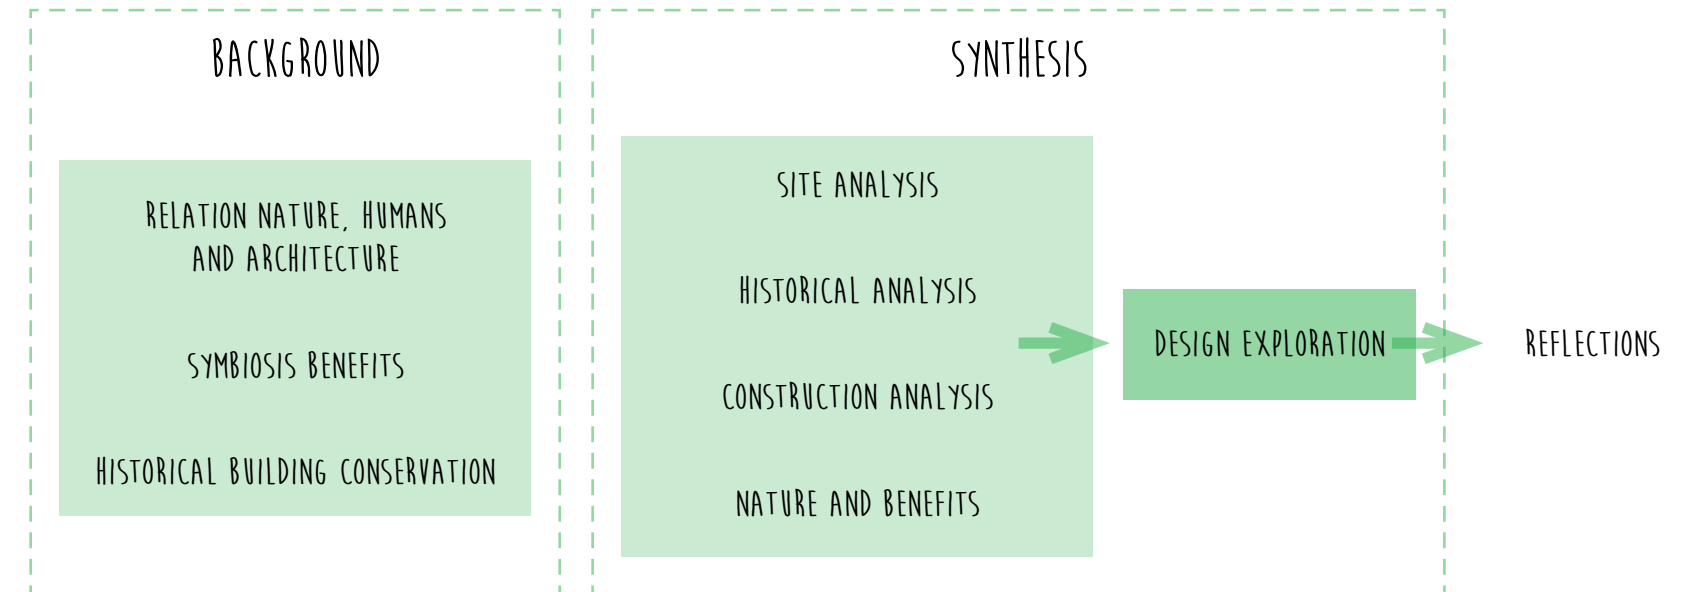 BACKGROUND
RELATION NATURE, HUMANS
AND ARCHITECTURE
SYMBIOSIS BENEFITS
HISTORICAL BUILDING CONSERVATION
SYNTHESIS
SITE ANALYSIS
HISTORICAL ANALYSIS
CONSTRUCTION ANALYSIS
NATURE AND BENEFITS
DESIGN EXPLORATION
REFLECTIONS